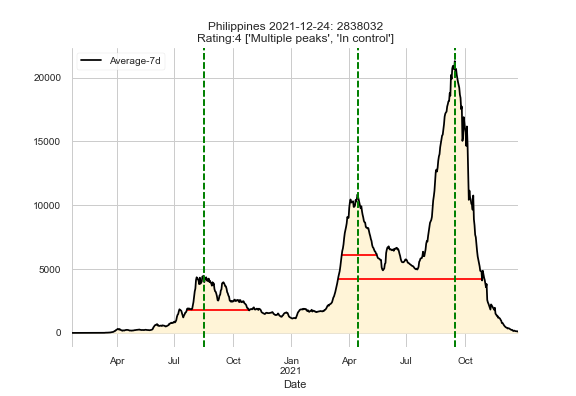 Philippines 2021-12-24: 2838032
Rating:4 ['Multiple peaks', 'In control']
Average-7d
20000
15000
10000
5000
0
Apr Jul Oct Jan Apr Jul Oct
2021
Date